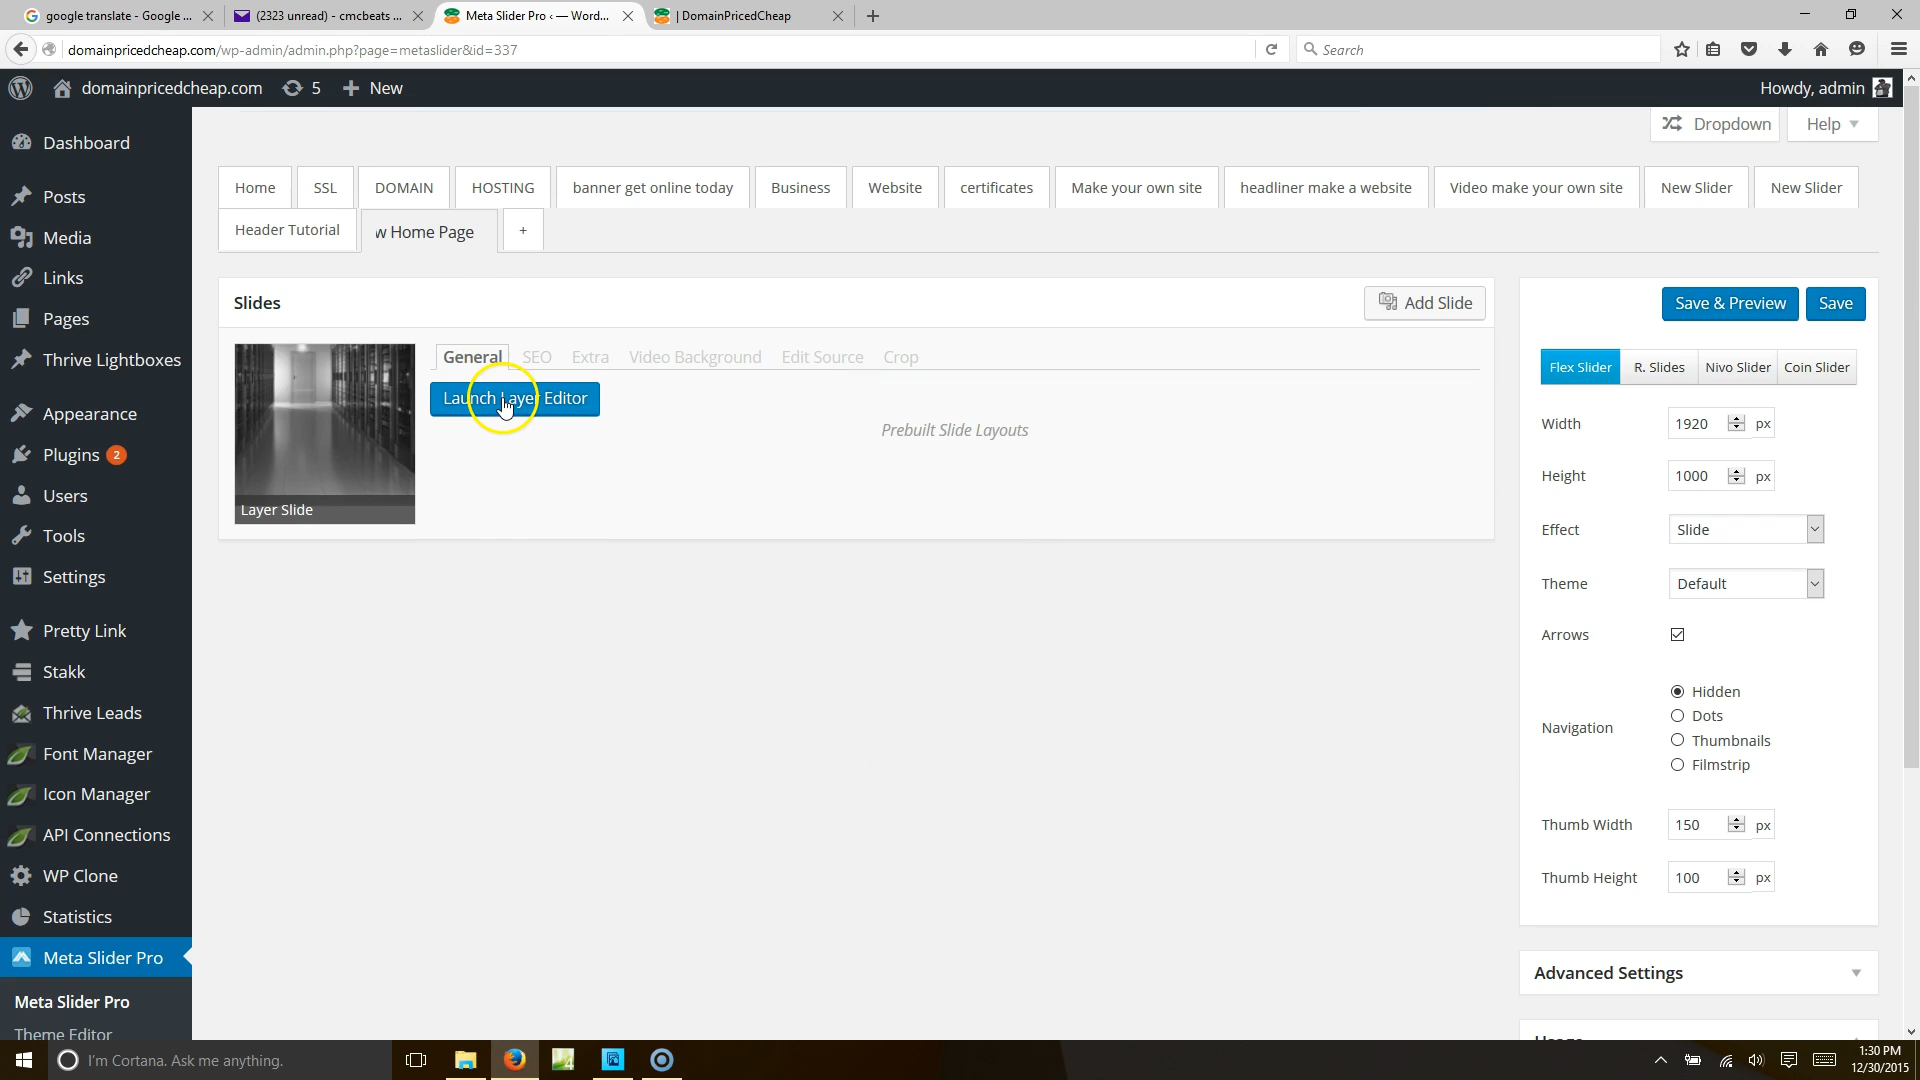 google translate - Google ...
(2323 unread) - cmcbeats ...
Meta Slider Pro ‹ — Word...
| DomainPricedCheap
domainpricedcheap.com/wp-admin/admin.php?page=metaslider&id=337
Search
domainpricedcheap.com
5
New
Howdy, admin
Dropdown
Help
Dashboard
Posts
Media
Links
Pages
Thrive Lightboxes
Appearance
Plugins 2
Users
Tools
Settings
Pretty Link
Stakk
Thrive Leads
Font Manager
Icon Manager
API Connections
WP Clone
Statistics
Meta Slider Pro
Meta Slider Pro
Theme Editor
Home
SSL
DOMAIN
HOSTING
banner get online today
Business
Website
certificates
Make your own site
headliner make a website
Video make your own site
New Slider
New Slider
Header Tutorial
w Home Page
+
Slides
Add Slide
General
SEO
Extra
Video Background
Edit Source
Crop
Launch Layer Editor
Prebuilt Slide Layouts
Layer Slide
Save & Preview
Save
Flex Slider
R. Slides
Nivo Slider
Coin Slider
Width 1920 px
Height 1000 px
Effect Slide
Theme Default
Arrows
Navigation
Hidden
Dots
Thumbnails
Filmstrip
Thumb Width 150 px
Thumb Height 100 px
Advanced Settings
Usage
I'm Cortana. Ask me anything.
1:30 PM
12/30/2015